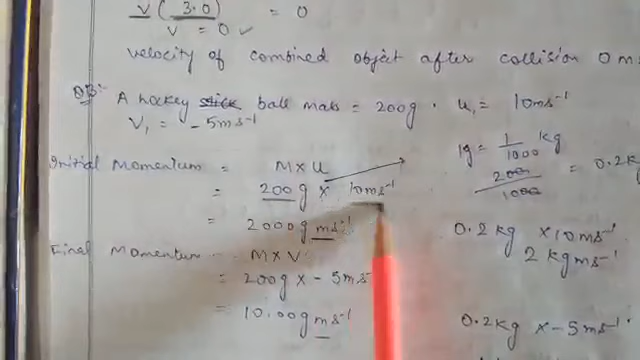 V (3.0) = 0
V = 0 ✓
velocity of combined object after collision 0 m
Q3:- A hockey stick ball mass = 200g . u₁ = 10ms⁻¹
V₁ = - 5ms⁻¹
Initial Momentum = M×U
= 200g × 10ms⁻¹
= 2000g ms⁻¹
Final Momentum = M×V
= 200g × - 5ms
= 10.00g ms⁻¹
1g = 1/1000 kg
200/1000 = 0.2k
0.2kg ×10ms⁻¹
2 kgms⁻¹
0.2kg × -5ms⁻¹